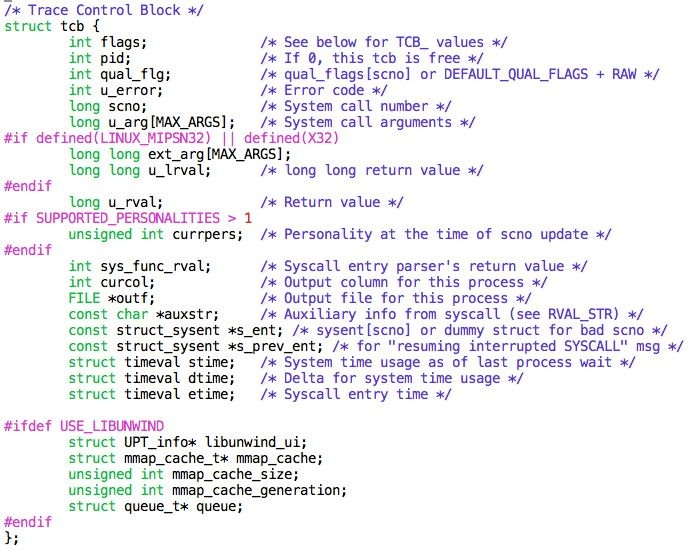 /* Trace Control Block */
struct tcb {
        int flags;              /* See below for TCB_ values */
        int pid;                /* If 0, this tcb is free */
        int qual_flg;           /* qual_flags[scno] or DEFAULT_QUAL_FLAGS + RAW */
        int u_error;            /* Error code */
        long scno;              /* System call number */
        long u_arg[MAX_ARGS];   /* System call arguments */
#if defined(LINUX_MIPSN32) || defined(X32)
        long long ext_arg[MAX_ARGS];
        long long u_lrval;      /* long long return value */
#endif
        long u_rval;            /* Return value */
#if SUPPORTED_PERSONALITIES > 1
        unsigned int currpers;  /* Personality at the time of scno update */
#endif
        int sys_func_rval;      /* Syscall entry parser's return value */
        int curcol;             /* Output column for this process */
        FILE *outf;             /* Output file for this process */
        const char *auxstr;     /* Auxiliary info from syscall (see RVAL_STR) */
        const struct_sysent *s_ent; /* sysent[scno] or dummy struct for bad scno */
        const struct_sysent *s_prev_ent; /* for "resuming interrupted SYSCALL" msg */
        struct timeval stime;   /* System time usage as of last process wait */
        struct timeval dtime;   /* Delta for system time usage */
        struct timeval etime;   /* Syscall entry time */

#ifdef USE_LIBUNWIND
        struct UPT_info* libunwind_ui;
        struct mmap_cache_t* mmap_cache;
        unsigned int mmap_cache_size;
        unsigned int mmap_cache_generation;
        struct queue_t* queue;
#endif
};